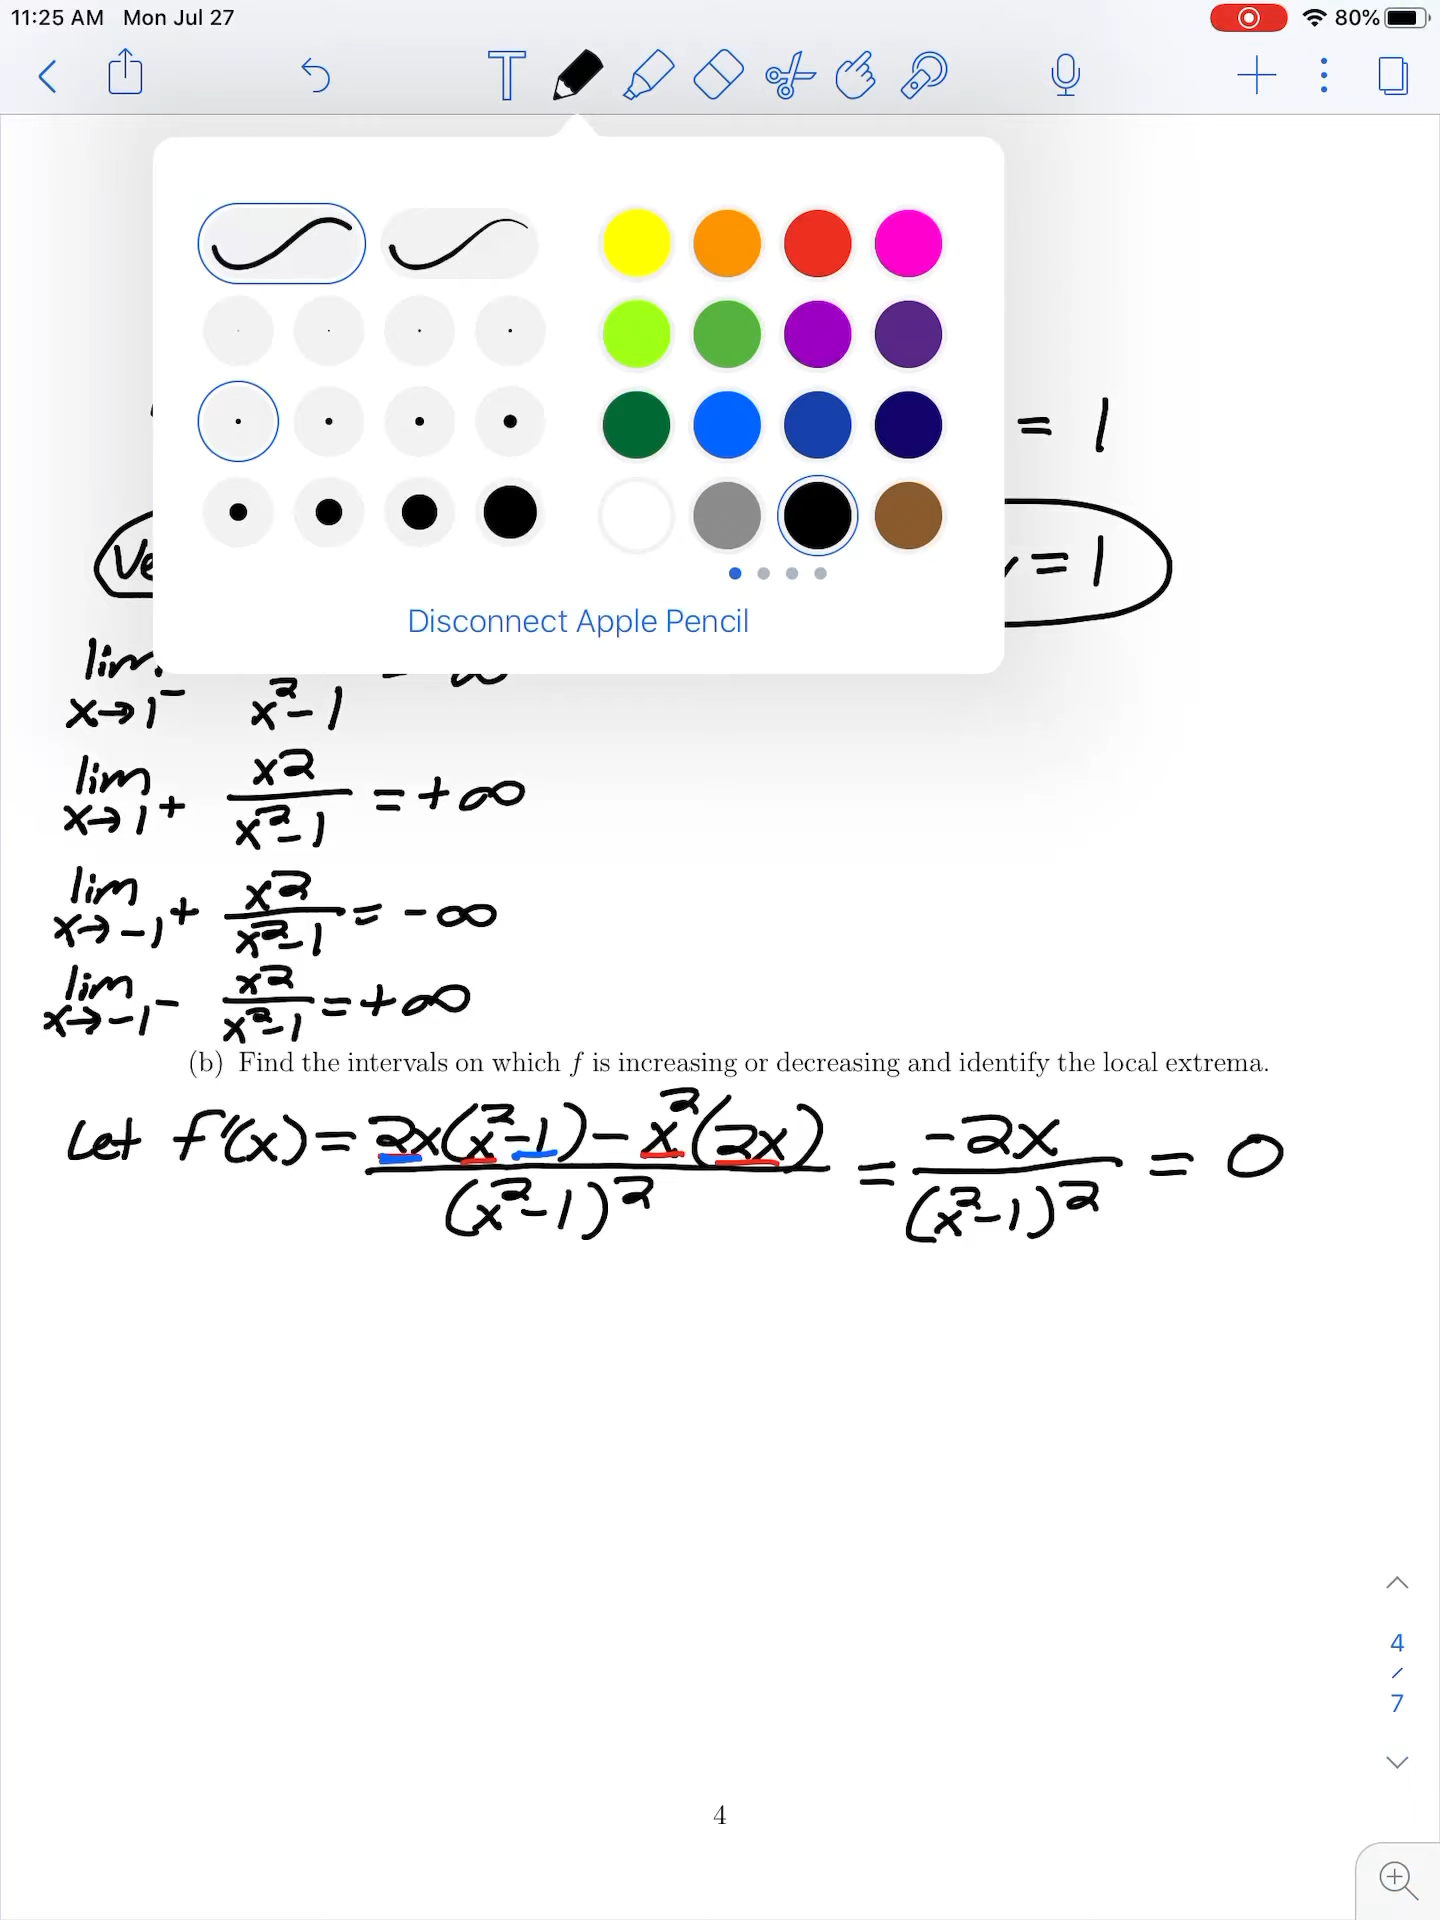 11:25 AM Mon Jul 27 80%
= 1
Ve = 1
Disconnect Apple Pencil
lim x→1⁻ x²-1
lim x→1+ x²/(x²-1) = +∞
lim x→-1+ x²/(x²-1) = -∞
lim x→-1⁻ x²/(x²-1) = +∞
(b) Find the intervals on which f is increasing or decreasing and identify the local extrema.
Let f'(x) = (2x(x²-1) - x²(2x))/(x²-1)² = -2x/(x²-1)² = 0
4
/
7
4